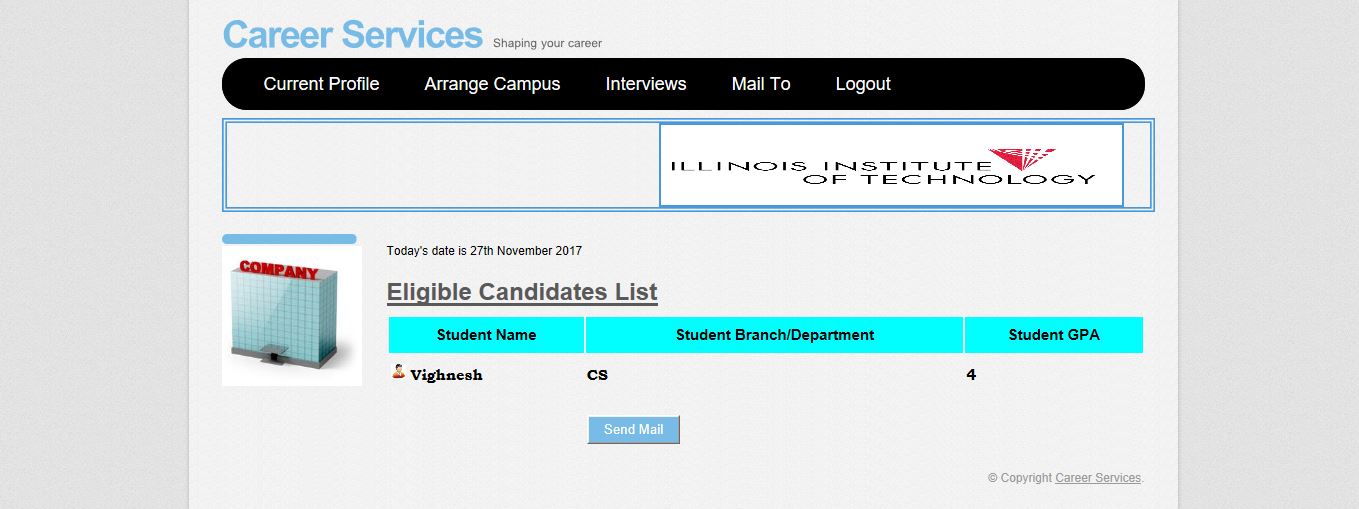 Career Services Shaping your career
Current Profile Arrange Campus Interviews Mail To Logout
ILLINOIS INSTITUTE
OF TECHNOLOGY
COMPANY
Today's date is 27th November 2017
Eligible Candidates List
Student Name Student Branch/Department Student GPA
Vighnesh CS 4
Send Mail
© Copyright Career Services.